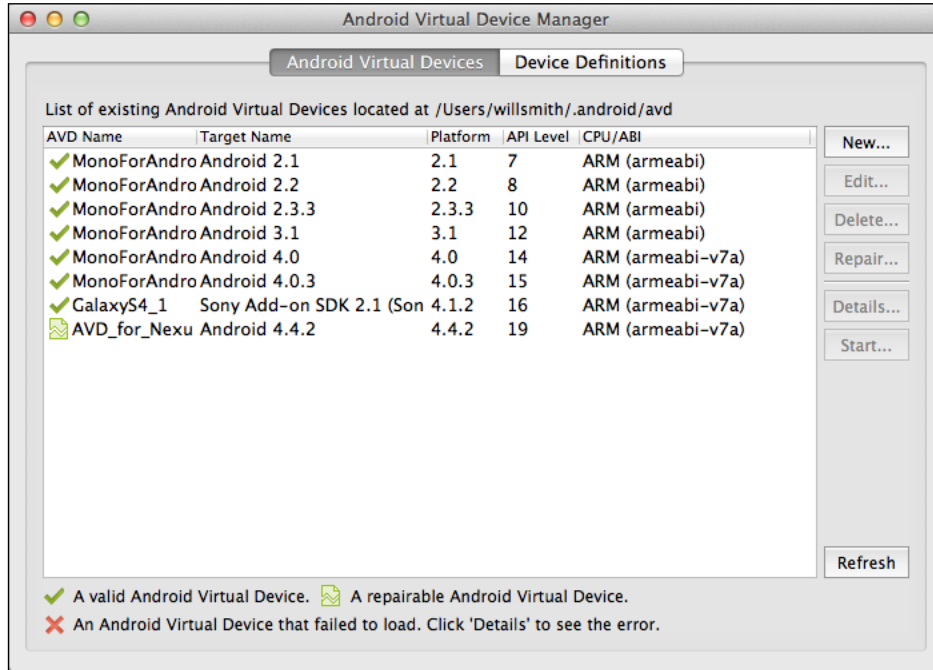 Android Virtual Device Manager
Android Virtual Devices Device Definitions
List of existing Android Virtual Devices located at /Users/willsmith/.android/avd
AVD Name Target Name Platform API Level CPU/ABI
MonoForAndro Android 2.1 2.1 7 ARM (armeabi)
MonoForAndro Android 2.2 2.2 8 ARM (armeabi)
MonoForAndro Android 2.3.3 2.3.3 10 ARM (armeabi)
MonoForAndro Android 3.1 3.1 12 ARM (armeabi)
MonoForAndro Android 4.0 4.0 14 ARM (armeabi-v7a)
MonoForAndro Android 4.0.3 4.0.3 15 ARM (armeabi-v7a)
GalaxyS4_1 Sony Add-on SDK 2.1 (Son 4.1.2 16 ARM (armeabi-v7a)
AVD_for_Nexu Android 4.4.2 4.4.2 19 ARM (armeabi-v7a)
New...
Edit...
Delete...
Repair...
Details...
Start...
Refresh
A valid Android Virtual Device. A repairable Android Virtual Device.
An Android Virtual Device that failed to load. Click 'Details' to see the error.